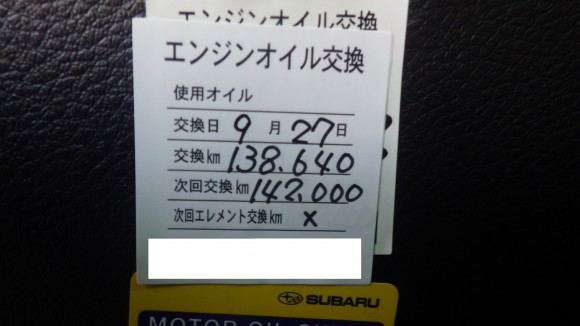 エンジンオイル交換
エンジンオイル交換
使用オイル
交換日 9 月 27 日
交換km 138.640
次回交換km 142,000
次回エレメント交換km ×
SUBARU
MOTOR OIL